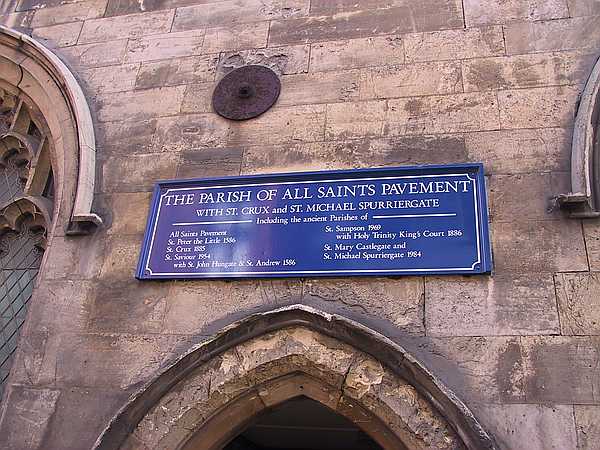 THE PARISH OF ALL SAINTS PAVEMENT
WITH ST. CRUX and ST. MICHAEL SPURRIERGATE
Including the ancient Parishes of
All Saints Pavement
St. Peter the Little 1586
St. Crux 1885
St. Saviour 1954
with St. John Hungate & St. Andrew 1586
St. Sampson 1969
with Holy Trinity King's Court 1886
St. Mary Castlegate and
St. Michael Spurriergate 1984